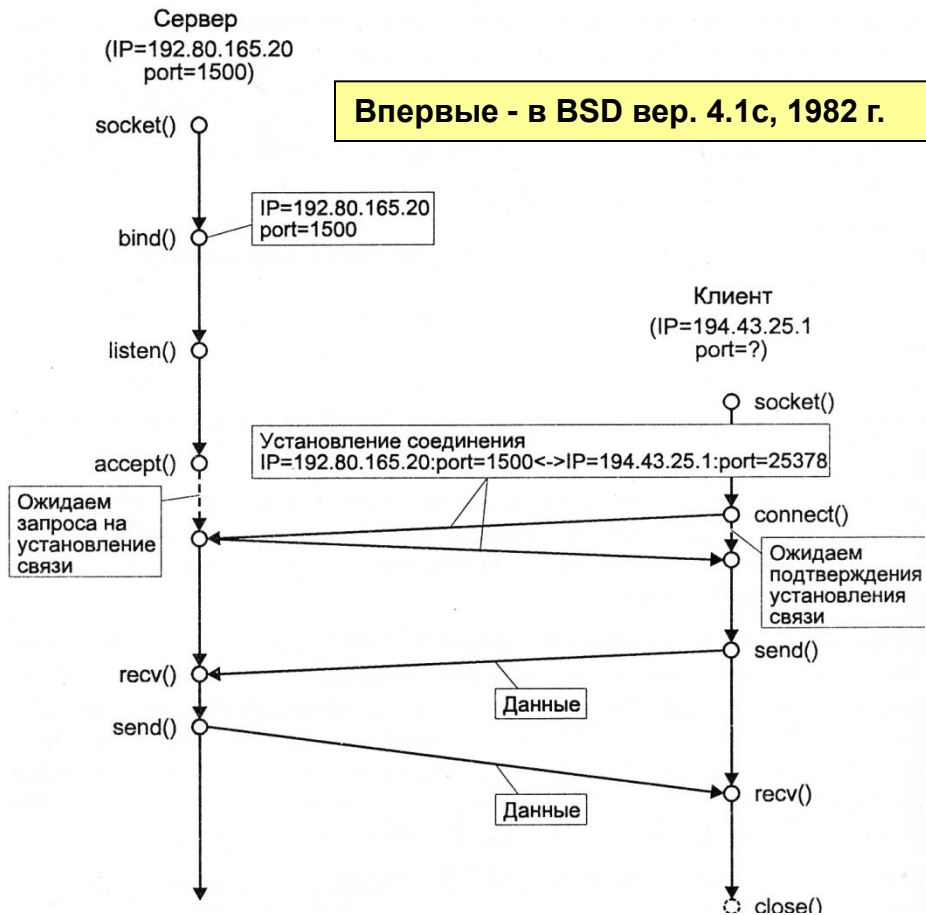 Сервер
(IP=192.80.165.20
port=1500)
Впервые - в BSD вер. 4.1c, 1982 г.
socket()
IP=192.80.165.20
port=1500
bind()
Клиент
(IP=194.43.25.1
port=?)
listen()
socket()
Установление соединения
IP=192.80.165.20:port=1500<->IP=194.43.25.1:port=25378
accept()
Ожидаем
запроса на
установление
связи
connect()
Ожидаем
подтверждения
установления
связи
send()
recv()
Данные
send()
recv()
Данные
close()